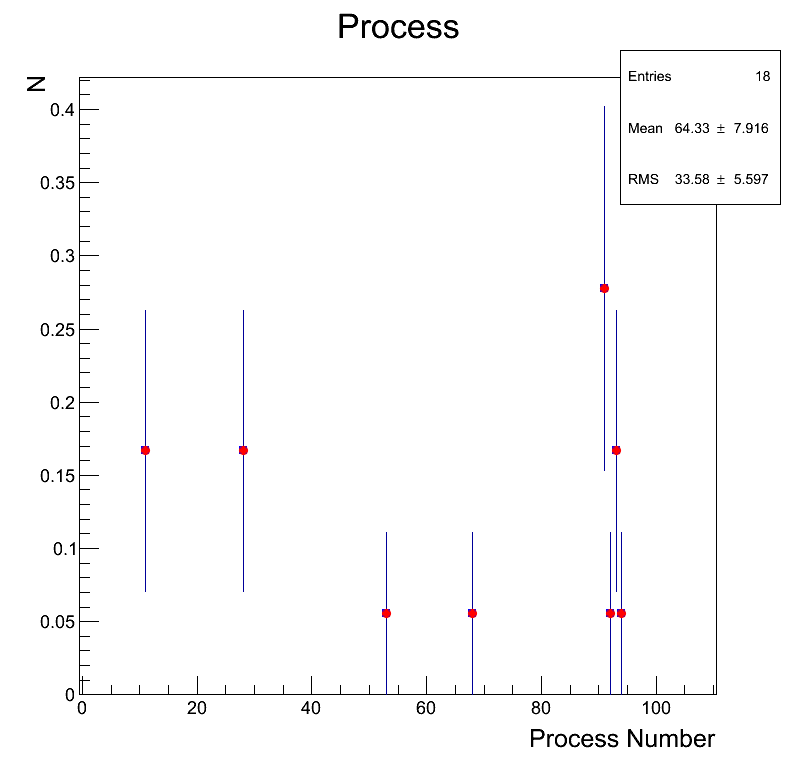 Process
N
Entries 18
Mean 64.33 ± 7.916
RMS 33.58 ± 5.597
0.4
0.35
0.3
0.25
0.2
0.15
0.1
0.05
0
0 20 40 60 80 100
Process Number